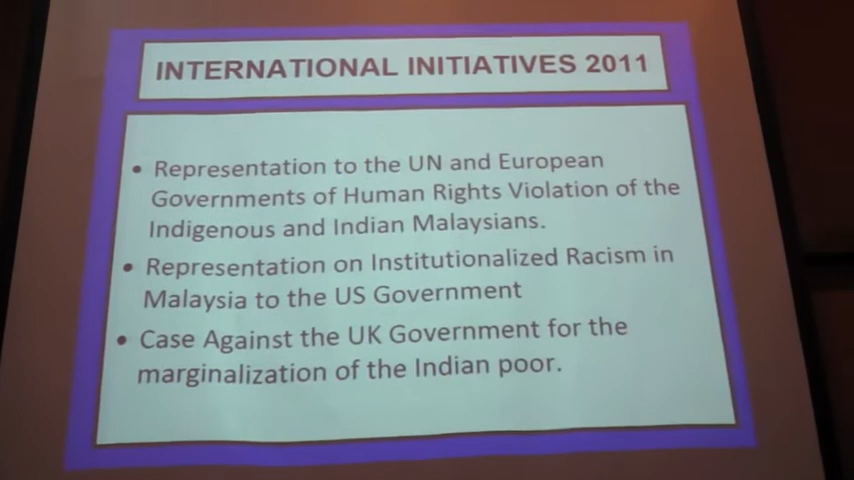 INTERNATIONAL INITIATIVES 2011
• Representation to the UN and European
Governments of Human Rights Violation of the
Indigenous and Indian Malaysians.
• Representation on Institutionalized Racism in
Malaysia to the US Government
• Case Against the UK Government for the
marginalization of the Indian poor.